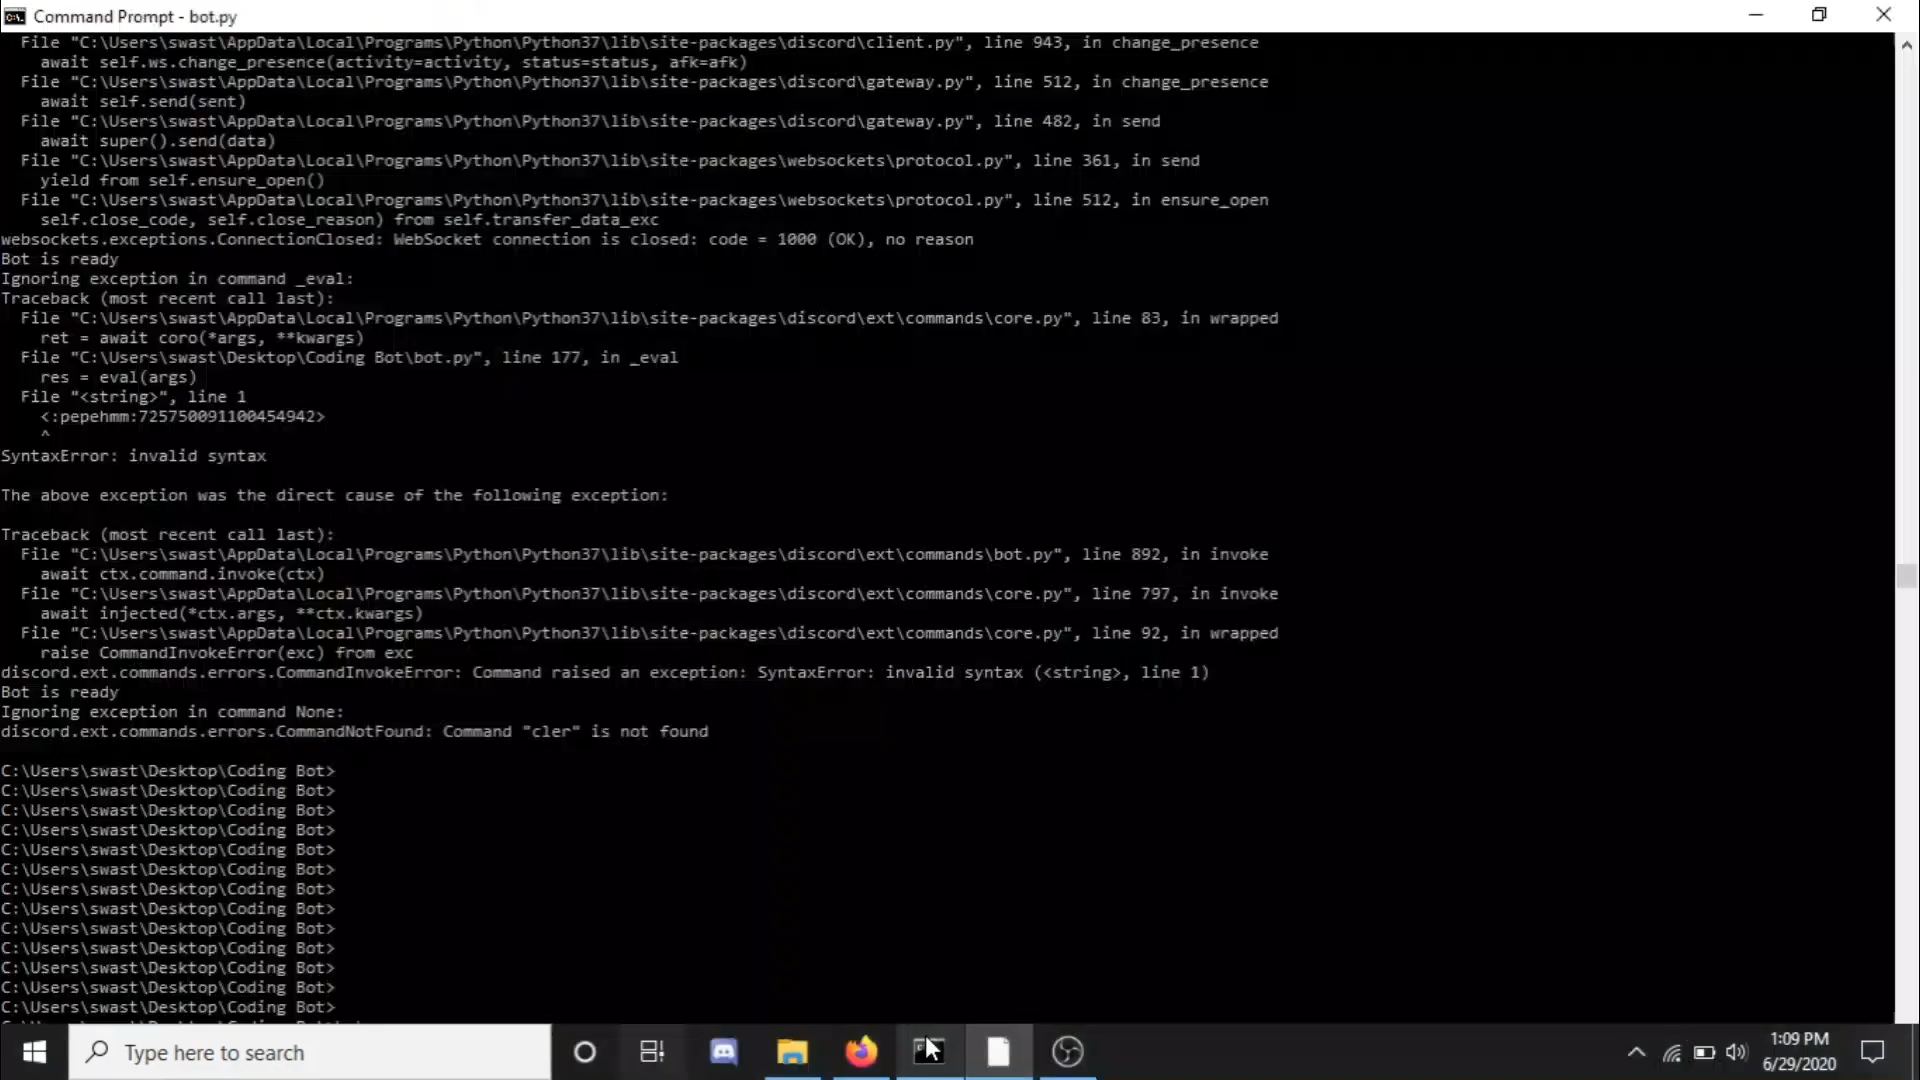 Command Prompt - bot.py
File "C:\Users\swast\AppData\Local\Programs\Python\Python37\lib\site-packages\discord\client.py", line 943, in change_presence
await self.ws.change_presence(activity=activity, status=status, afk=afk)
File "C:\Users\swast\AppData\Local\Programs\Python\Python37\lib\site-packages\discord\gateway.py", line 512, in change_presence
await self.send(sent)
File "C:\Users\swast\AppData\Local\Programs\Python\Python37\lib\site-packages\discord\gateway.py", line 482, in send
await super().send(data)
File "C:\Users\swast\AppData\Local\Programs\Python\Python37\lib\site-packages\websockets\protocol.py", line 361, in send
yield from self.ensure_open()
File "C:\Users\swast\AppData\Local\Programs\Python\Python37\lib\site-packages\websockets\protocol.py", line 512, in ensure_open
self.close_code, self.close_reason) from self.transfer_data_exc
websockets.exceptions.ConnectionClosed: WebSocket connection is closed: code = 1000 (OK), no reason
Bot is ready
Ignoring exception in command _eval:
Traceback (most recent call last):
File "C:\Users\swast\AppData\Local\Programs\Python\Python37\lib\site-packages\discord\ext\commands\core.py", line 83, in wrapped
ret = await coro(*args, **kwargs)
File "C:\Users\swast\Desktop\Coding Bot\bot.py", line 177, in _eval
res = eval(args)
File "<string>", line 1
<:pepehmm:725750091100454942>
^
SyntaxError: invalid syntax
The above exception was the direct cause of the following exception:
Traceback (most recent call last):
File "C:\Users\swast\AppData\Local\Programs\Python\Python37\lib\site-packages\discord\ext\commands\bot.py", line 892, in invoke
await ctx.command.invoke(ctx)
File "C:\Users\swast\AppData\Local\Programs\Python\Python37\lib\site-packages\discord\ext\commands\core.py", line 797, in invoke
await injected(*ctx.args, **ctx.kwargs)
File "C:\Users\swast\AppData\Local\Programs\Python\Python37\lib\site-packages\discord\ext\commands\core.py", line 92, in wrapped
raise CommandInvokeError(exc) from exc
discord.ext.commands.errors.CommandInvokeError: Command raised an exception: SyntaxError: invalid syntax (<string>, line 1)
Bot is ready
Ignoring exception in command None:
discord.ext.commands.errors.CommandNotFound: Command "cler" is not found
C:\Users\swast\Desktop\Coding Bot>
C:\Users\swast\Desktop\Coding Bot>
C:\Users\swast\Desktop\Coding Bot>
C:\Users\swast\Desktop\Coding Bot>
C:\Users\swast\Desktop\Coding Bot>
C:\Users\swast\Desktop\Coding Bot>
C:\Users\swast\Desktop\Coding Bot>
C:\Users\swast\Desktop\Coding Bot>
C:\Users\swast\Desktop\Coding Bot>
C:\Users\swast\Desktop\Coding Bot>
C:\Users\swast\Desktop\Coding Bot>
C:\Users\swast\Desktop\Coding Bot>
C:\Users\swast\Desktop\Coding Bot>
Type here to search
1:09 PM
6/29/2020